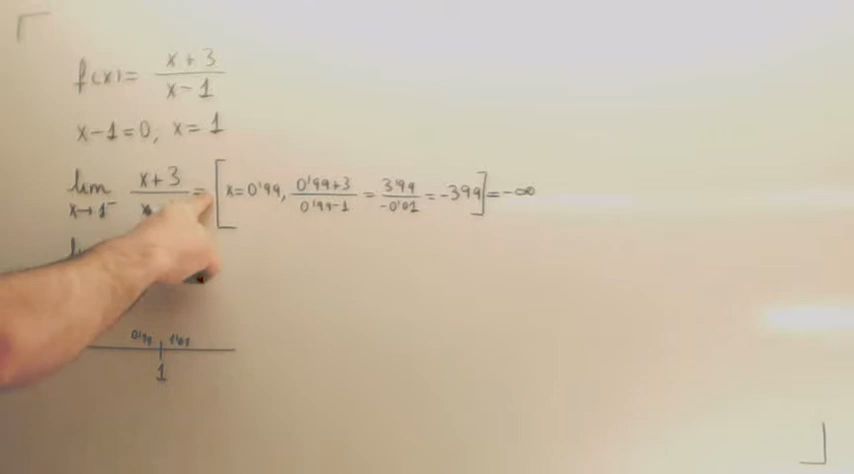 f(x) = x + 3 / x - 1
x - 1 = 0, x = 1
lim x→1⁻ x + 3 / x = [x = 0'99, 0'99 + 3 / 0'99 - 1 = 3'99 / -0'01 = -399] = -∞
0'99 1'01
1